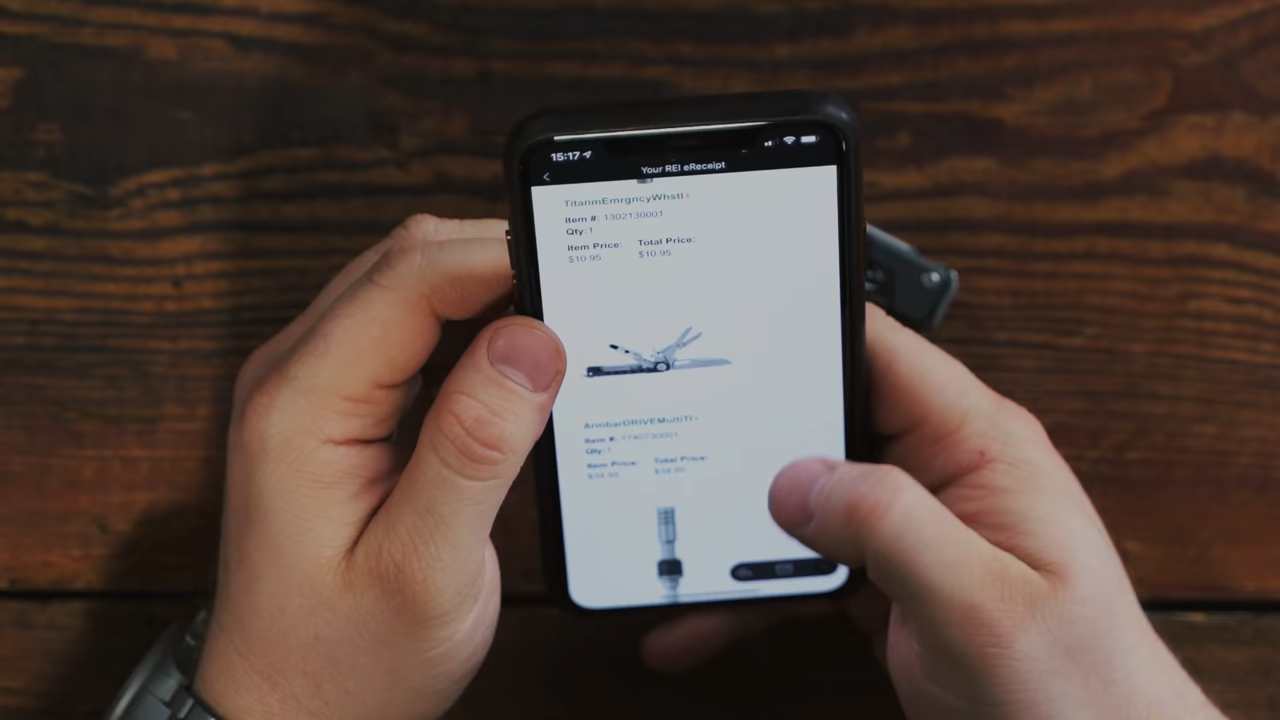 15:17
Your REI eReceipt
TitanmEmrgncyWhstl >
Item #: 1302130001
Qty: 1
Item Price: Total Price:
$10.95 $10.95
ArmbarDRIVEMultiTl >
Item #:
Qty: 1
Item Price: Total Price: